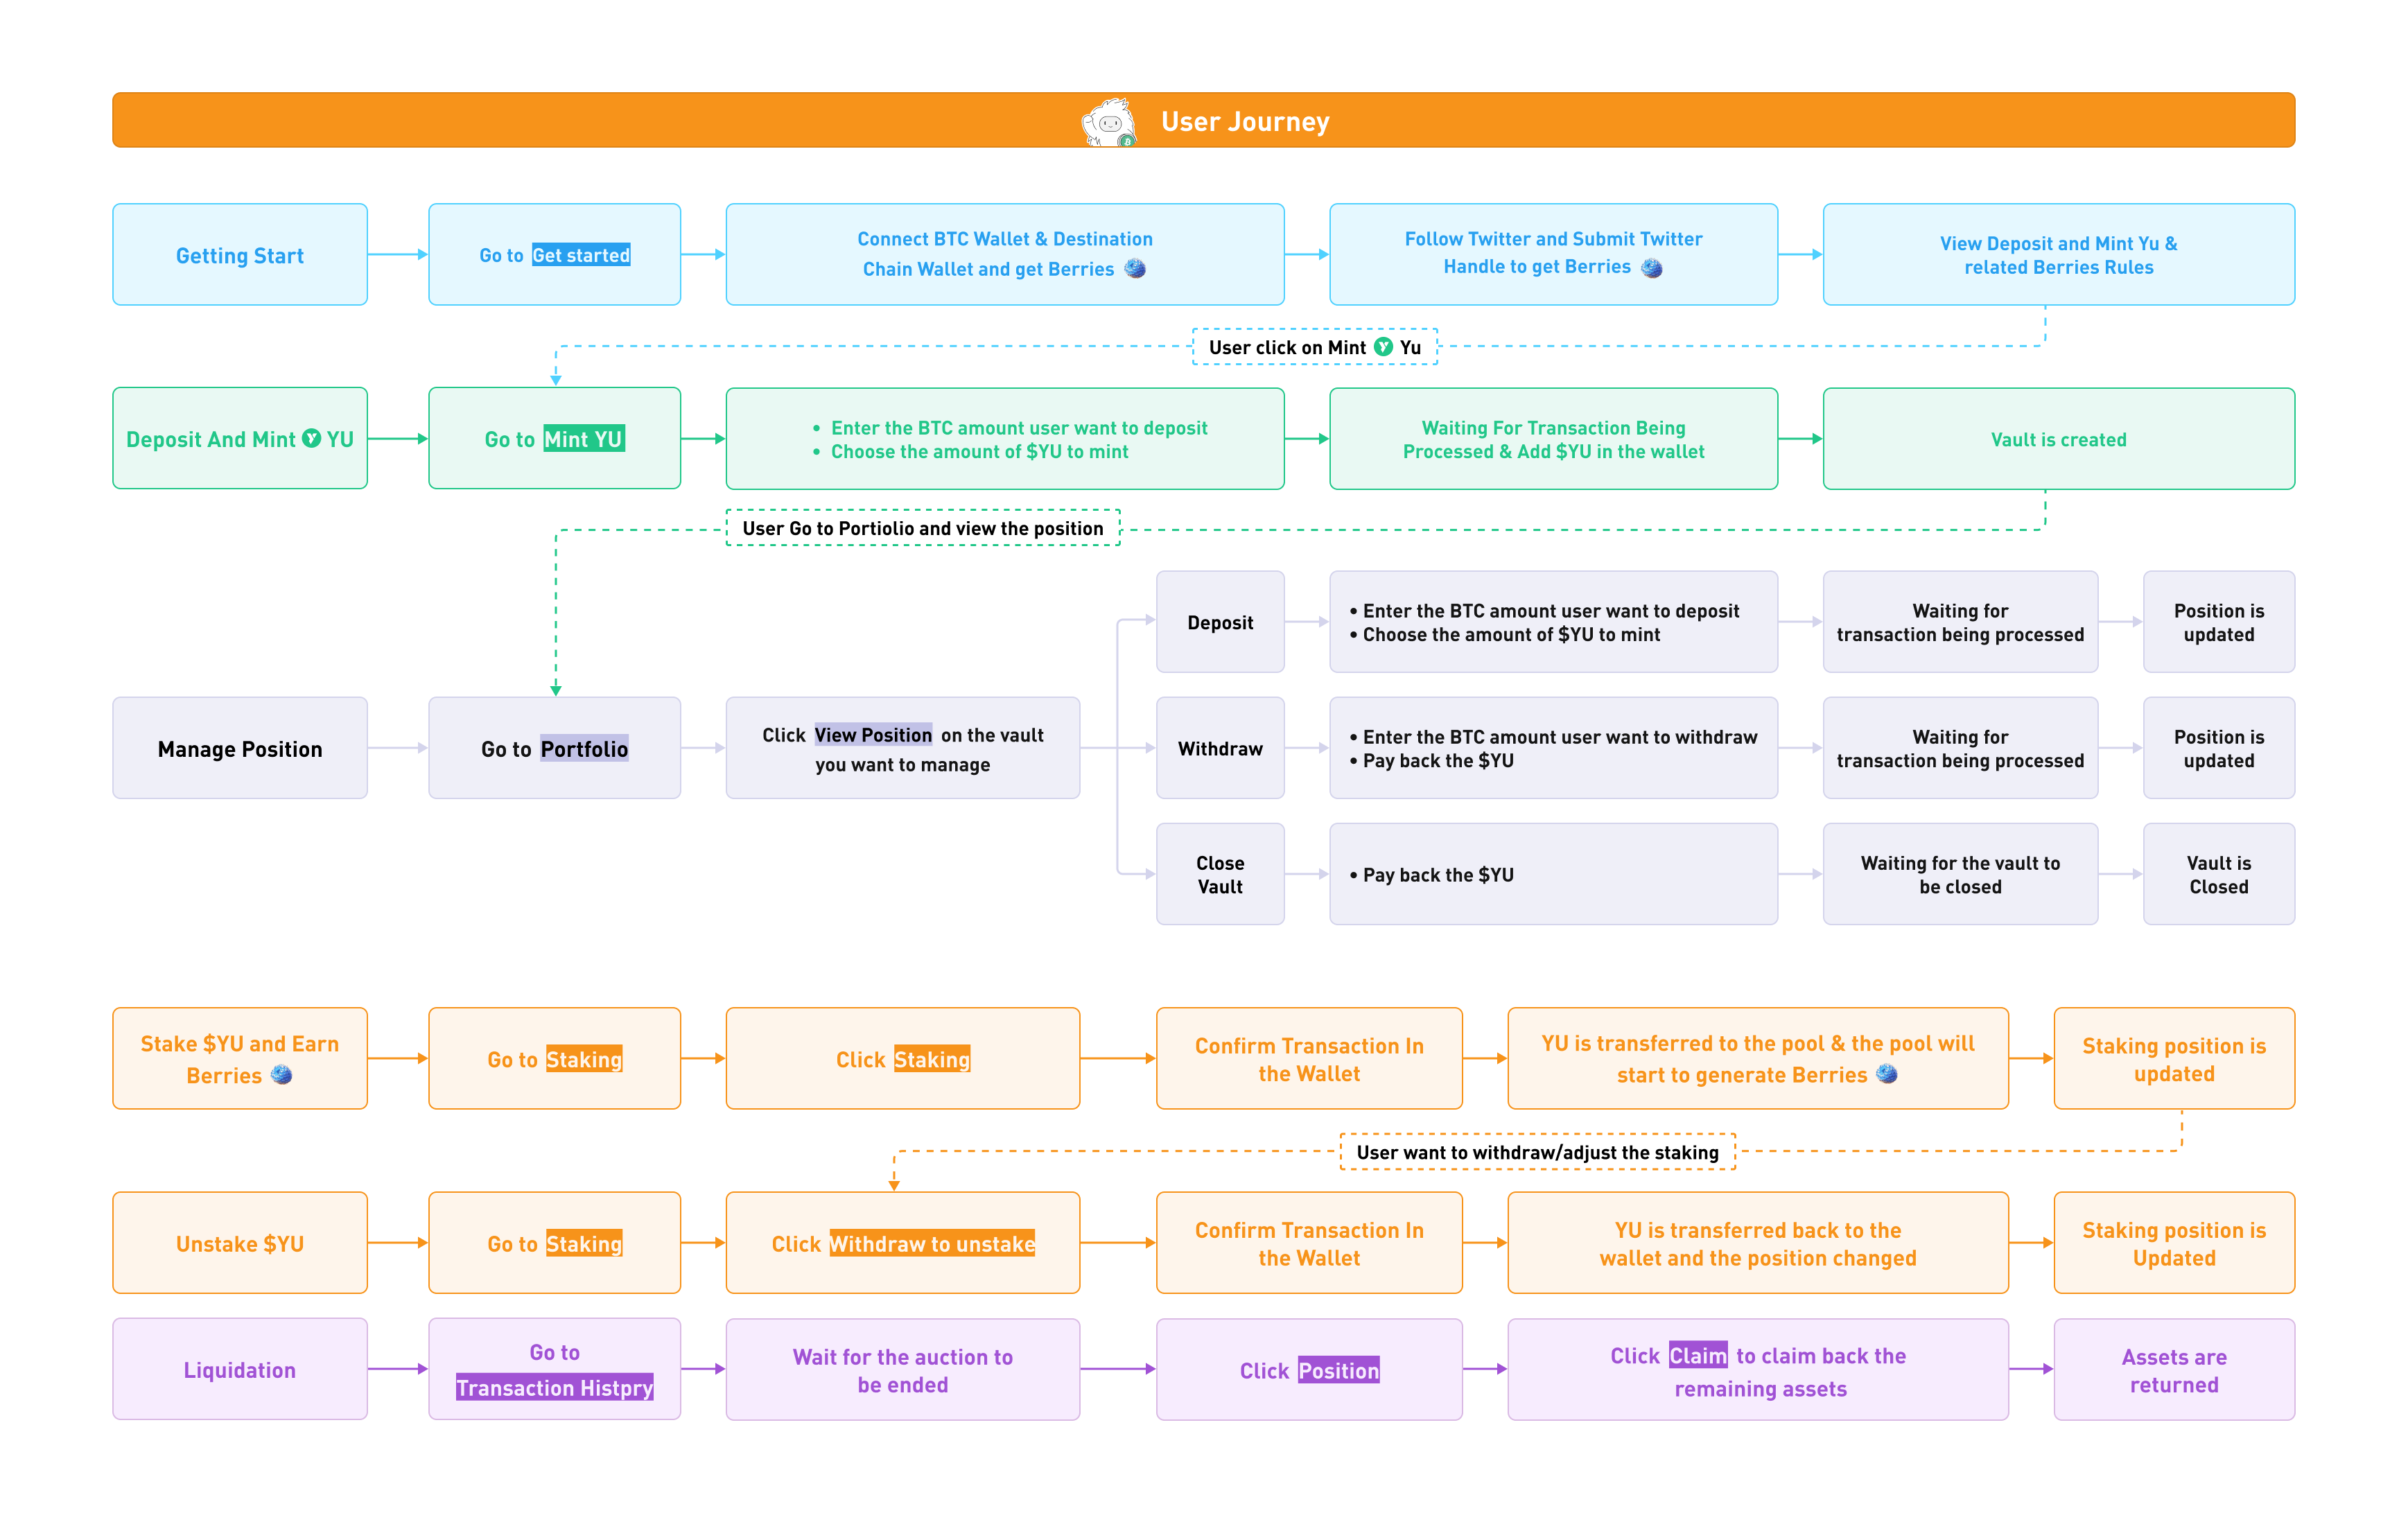 User Journey
Getting Start
Go to Get started
Connect BTC Wallet & Destination
Chain Wallet and get Berries
Follow Twitter and Submit Twitter
Handle to get Berries
View Deposit and Mint Yu &
related Berries Rules
User click on Mint Yu
Deposit And Mint YU
Go to Mint YU
• Enter the BTC amount user want to deposit
• Choose the amount of $YU to mint
Waiting For Transaction Being
Processed & Add $YU in the wallet
Vault is created
User Go to Portiolio and view the position
Manage Position
Go to Portfolio
Click View Position on the vault
you want to manage
Deposit
• Enter the BTC amount user want to deposit
• Choose the amount of $YU to mint
Waiting for
transaction being processed
Position is
updated
Withdraw
• Enter the BTC amount user want to withdraw
• Pay back the $YU
Waiting for
transaction being processed
Position is
updated
Close
Vault
• Pay back the $YU
Waiting for the vault to
be closed
Vault is
Closed
Stake $YU and Earn
Berries
Go to Staking
Click Staking
Confirm Transaction In
the Wallet
YU is transferred to the pool & the pool will
start to generate Berries
Staking position is
updated
User want to withdraw/adjust the staking
Unstake $YU
Go to Staking
Click Withdraw to unstake
Confirm Transaction In
the Wallet
YU is transferred back to the
wallet and the position changed
Staking position is
Updated
Liquidation
Go to
Transaction Histpry
Wait for the auction to
be ended
Click Position
Click Claim to claim back the
remaining assets
Assets are
returned